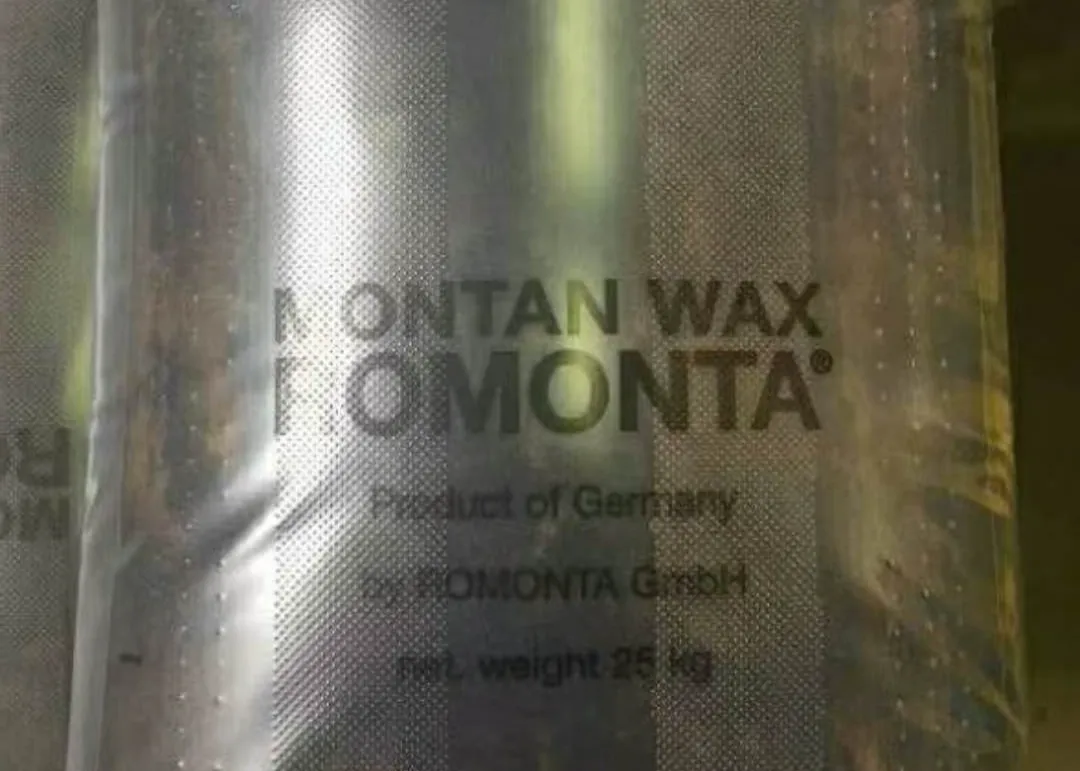 MONTAN WAX
ROMONTA®
Product of Germany
by ROMONTA GmbH
net. weight 25 kg